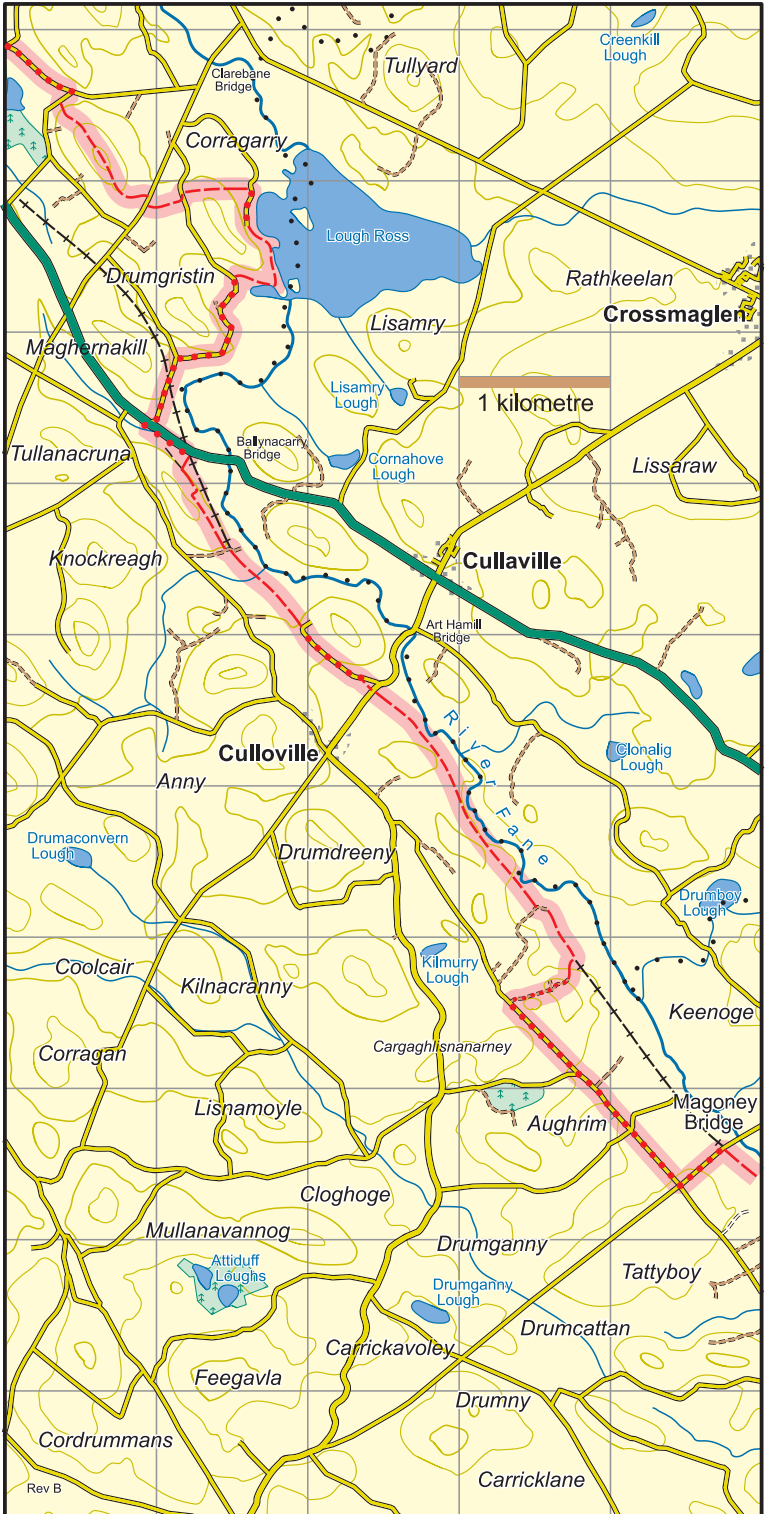 Creenkill
Lough
Tullyard
Clarebane
Bridge
Corragarry
Lough Ross
Drumgristin
Rathkeelan
Crossmaglen
Lisamry
Maghernakill
Lisamry
Lough
1 kilometre
Tullanacruna
Ballynacarry
Bridge
Cornahove
Lough
Lissaraw
Knockreagh
Cullaville
Art Hamill
Bridge
River Fane
Culloville
Clonalig
Lough
Anny
Drumaconvern
Lough
Drumdreeny
Drumboy
Lough
Coolcair
Kilmurry
Lough
Kilnacranny
Keenoge
Corragan
Cargaghlisnanarney
Lisnamoyle
Aughrim
Magoney
Bridge
Cloghoge
Mullanavannog
Drumganny
Attiduff
Loughs
Tattyboy
Drumganny
Lough
Drumcattan
Carrickavoley
Feegavla
Drumny
Cordrummans
Carricklane
Rev B